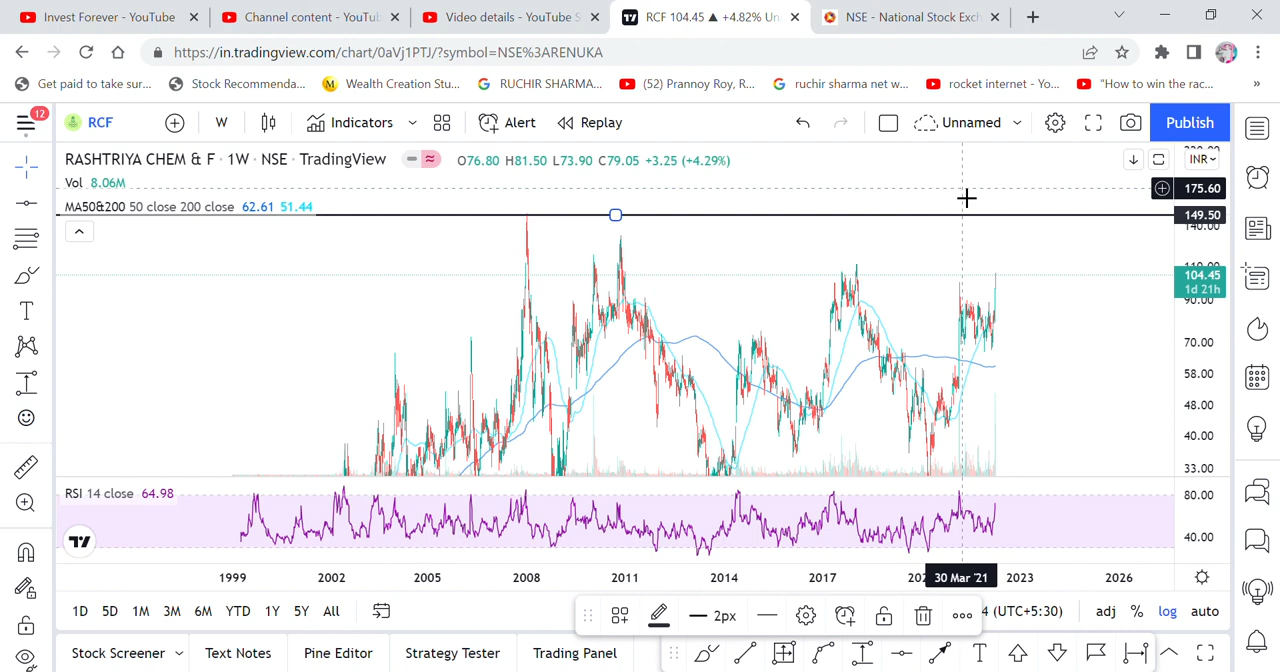 Invest Forever - YouTube
Channel content - YouTub
Video details - YouTube S
RCF 104.45 ▲ +4.82% Un
NSE - National Stock Exch
https://in.tradingview.com/chart/0aVj1PTJ/?symbol=NSE%3ARENUKA
Get paid to take sur...
Stock Recommenda...
Wealth Creation Stu...
RUCHIR SHARMA...
(52) Prannoy Roy, R...
ruchir sharma net w...
rocket internet - Yo...
"How to win the rac...
»
12
RCF
W
Indicators
Alert
Replay
Unnamed
Publish
RASHTRIYA CHEM & F · 1W · NSE · TradingView
O76.80 H81.50 L73.90 C79.05 +3.25 (+4.29%)
INR
Vol 8.06M
175.60
MA50&200 50 close 200 close 62.61 51.44
149.50
140.00
104.45
1d 21h
90.00
70.00
58.00
48.00
40.00
33.00
RSI 14 close 64.98
80.00
40.00
1999 2002 2005 2008 2011 2014 2017 30 Mar '21 2023 2026
1D 5D 1M 3M 6M YTD 1Y 5Y All
2px
4 (UTC+5:30)
adj % log auto
Stock Screener
Text Notes
Pine Editor
Strategy Tester
Trading Panel